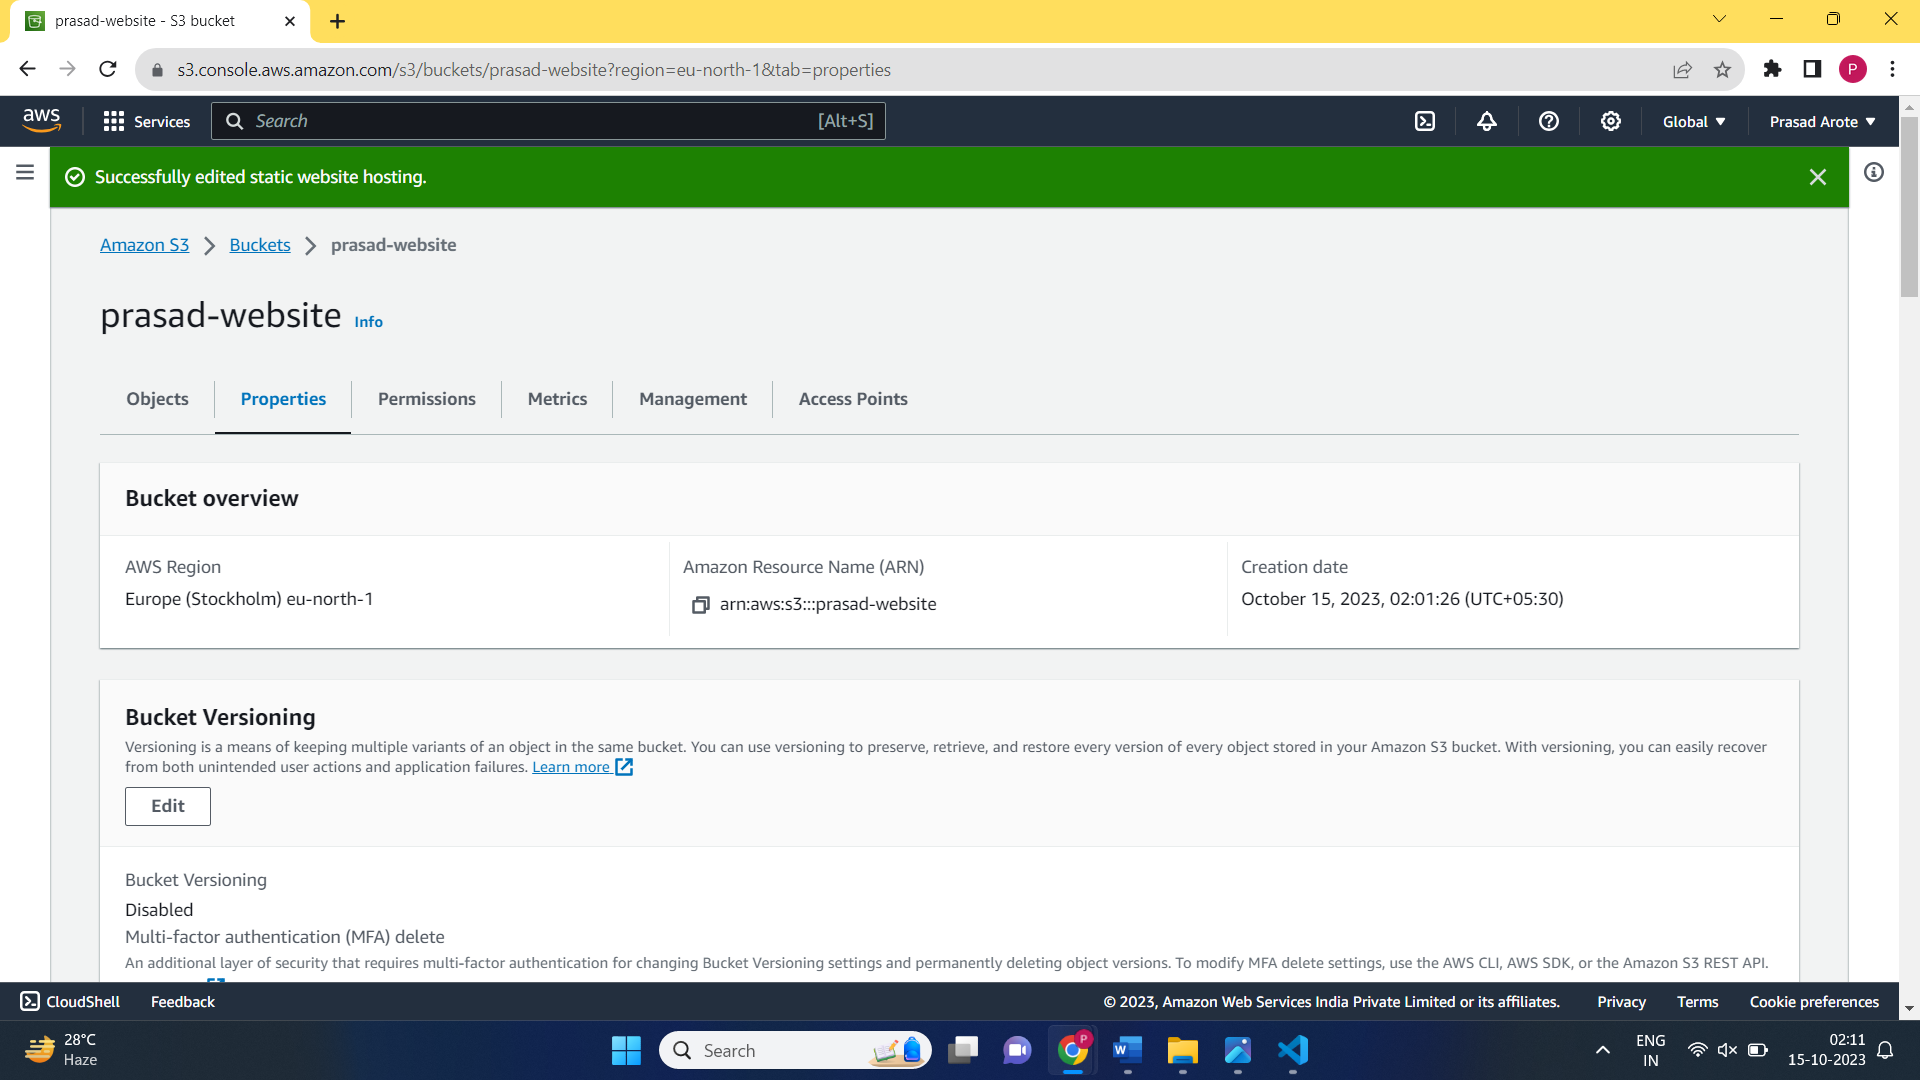 prasad-website - S3 bucket
s3.console.aws.amazon.com/s3/buckets/prasad-website?region=eu-north-1&tab=properties
P
aws
Services
Search
[Alt+S]
Global
Prasad Arote
Successfully edited static website hosting.
Amazon S3
Buckets
prasad-website
prasad-website
Info
Objects
Properties
Permissions
Metrics
Management
Access Points
Bucket overview
AWS Region
Europe (Stockholm) eu-north-1
Amazon Resource Name (ARN)
arn:aws:s3:::prasad-website
Creation date
October 15, 2023, 02:01:26 (UTC+05:30)
Bucket Versioning
Versioning is a means of keeping multiple variants of an object in the same bucket. You can use versioning to preserve, retrieve, and restore every version of every object stored in your Amazon S3 bucket. With versioning, you can easily recover
from both unintended user actions and application failures. Learn more
Edit
Bucket Versioning
Disabled
Multi-factor authentication (MFA) delete
An additional layer of security that requires multi-factor authentication for changing Bucket Versioning settings and permanently deleting object versions. To modify MFA delete settings, use the AWS CLI, AWS SDK, or the Amazon S3 REST API.
CloudShell
Feedback
© 2023, Amazon Web Services India Private Limited or its affiliates.
Privacy
Terms
Cookie preferences
28°C
Haze
Search
P
W
ENG
IN
02:11
15-10-2023